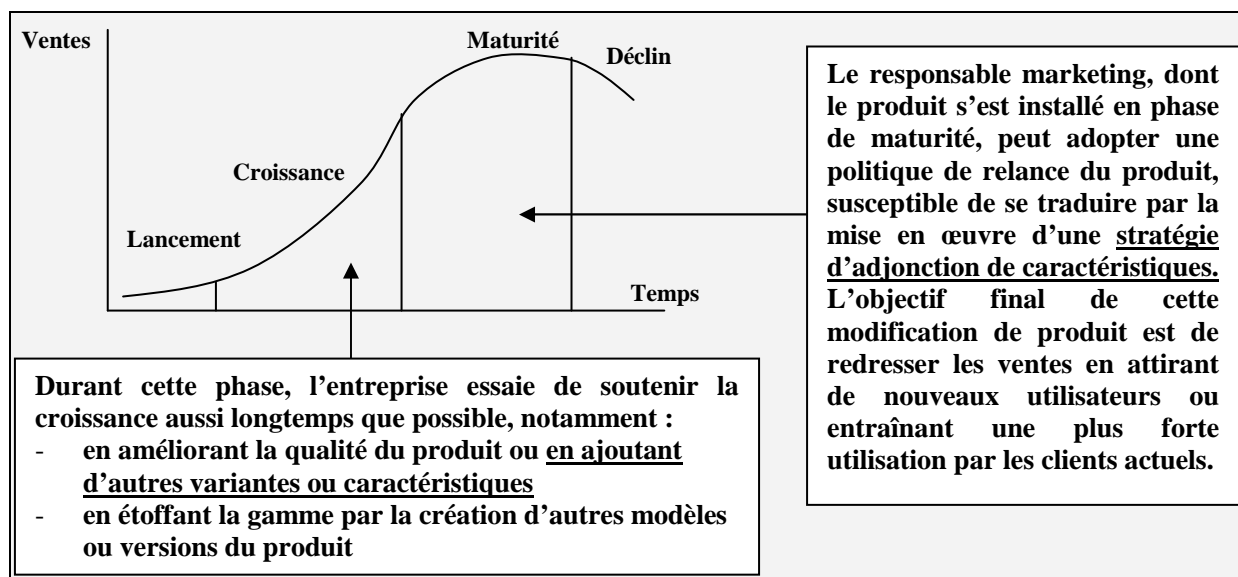 Ventes
Maturité
Déclin
Croissance
Lancement
Temps
Le responsable marketing, dont
le produit s’est installé en phase
de maturité, peut adopter une
politique de relance du produit,
susceptible de se traduire par la
mise en œuvre d’une stratégie
d’adjonction de caractéristiques.
L’objectif final de cette
modification de produit est de
redresser les ventes en attirant
de nouveaux utilisateurs ou
entraînant une plus forte
utilisation par les clients actuels.
Durant cette phase, l’entreprise essaie de soutenir la
croissance aussi longtemps que possible, notamment :
- en améliorant la qualité du produit ou en ajoutant
d’autres variantes ou caractéristiques
- en étoffant la gamme par la création d’autres modèles
ou versions du produit